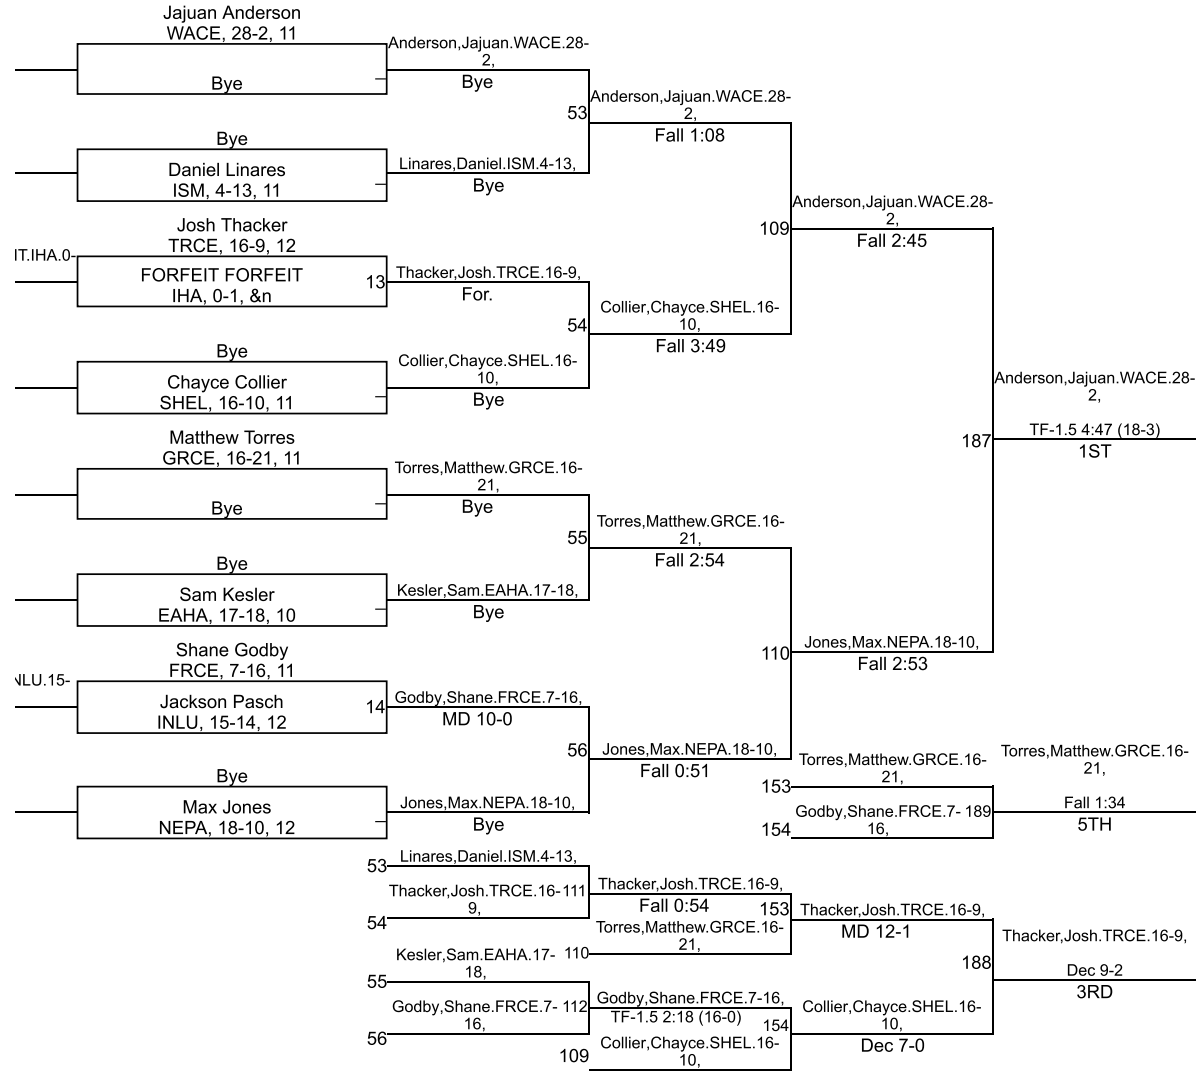 Jajuan Anderson
WACE, 28-2, 11
Bye
Anderson,Jajuan.WACE.28-
2,
Bye
53
Anderson,Jajuan.WACE.28-
2,
Fall 1:08
Bye
Daniel Linares
ISM, 4-13, 11
Linares,Daniel.ISM.4-13,
Bye
109
Anderson,Jajuan.WACE.28-
2,
Fall 2:45
Josh Thacker
TRCE, 16-9, 12
IT.IHA.0-
FORFEIT FORFEIT
IHA, 0-1, &n
13
Thacker,Josh.TRCE.16-9,
For.
54
Collier,Chayce.SHEL.16-
10,
Fall 3:49
Bye
Chayce Collier
SHEL, 16-10, 11
Collier,Chayce.SHEL.16-
10,
Bye
187
Anderson,Jajuan.WACE.28-
2,
TF-1.5 4:47 (18-3)
1ST
Matthew Torres
GRCE, 16-21, 11
Bye
Torres,Matthew.GRCE.16-
21,
Bye
55
Torres,Matthew.GRCE.16-
21,
Fall 2:54
Bye
Sam Kesler
EAHA, 17-18, 10
Kesler,Sam.EAHA.17-18,
Bye
110
Jones,Max.NEPA.18-10,
Fall 2:53
Shane Godby
FRCE, 7-16, 11
NLU.15-
Jackson Pasch
INLU, 15-14, 12
14
Godby,Shane.FRCE.7-16,
MD 10-0
56
Jones,Max.NEPA.18-10,
Fall 0:51
Bye
Max Jones
NEPA, 18-10, 12
Jones,Max.NEPA.18-10,
Bye
153
Torres,Matthew.GRCE.16-
21,
154
Godby,Shane.FRCE.7-
16,
189
Torres,Matthew.GRCE.16-
21,
Fall 1:34
5TH
53
Linares,Daniel.ISM.4-13,
54
Thacker,Josh.TRCE.16-
9,
111
Thacker,Josh.TRCE.16-9,
Fall 0:54
110
Torres,Matthew.GRCE.16-
21,
153
Thacker,Josh.TRCE.16-9,
MD 12-1
55
Kesler,Sam.EAHA.17-
18,
56
Godby,Shane.FRCE.7-
16,
112
Godby,Shane.FRCE.7-16,
TF-1.5 2:18 (16-0)
109
Collier,Chayce.SHEL.16-
10,
154
Collier,Chayce.SHEL.16-
10,
Dec 7-0
188
Thacker,Josh.TRCE.16-9,
Dec 9-2
3RD